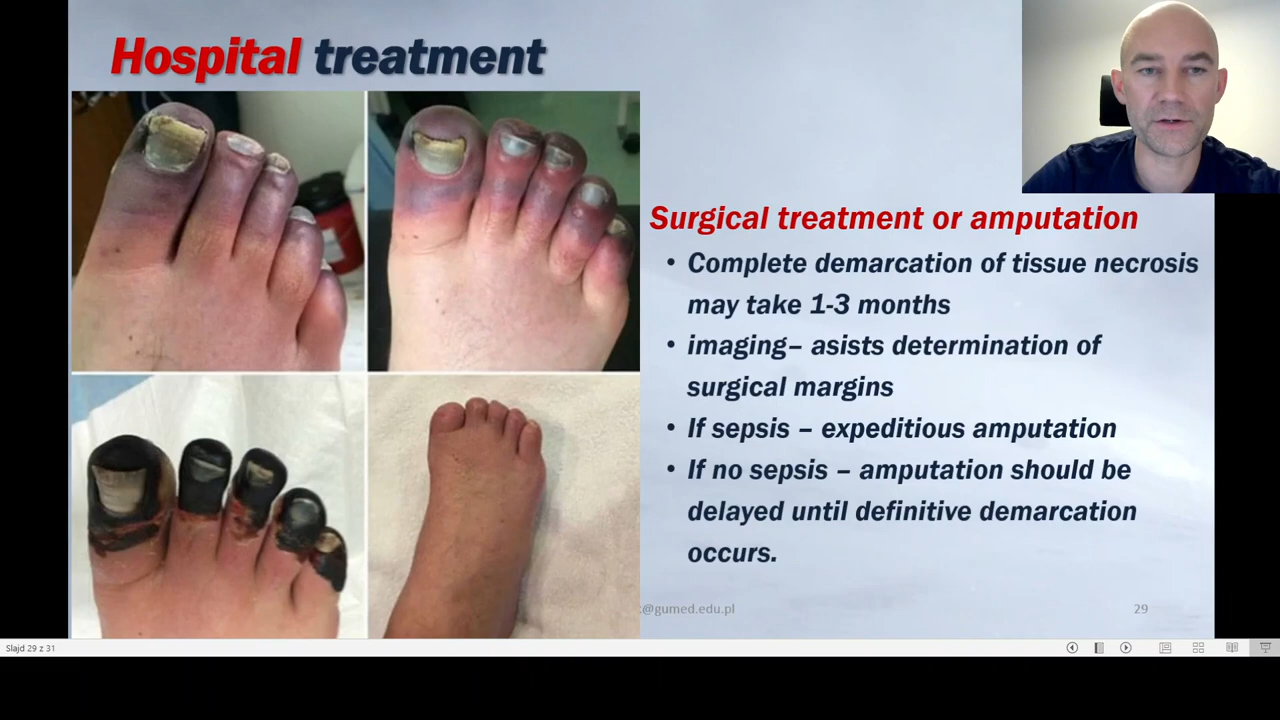 Hospital treatment
Surgical treatment or amputation
• Complete demarcation of tissue necrosis
may take 1-3 months
• imaging– asists determination of
surgical margins
• If sepsis – expeditious amputation
• If no sepsis – amputation should be
delayed until definitive demarcation
occurs.
@gumed.edu.pl
29
Slajd 29 z 31